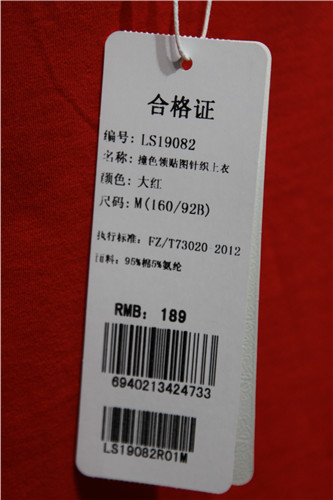 合格证
编号: LS19082
名称: 撞色领贴图针织上衣
颜色: 大红
尺码: M(160/92B)
执行标准: FZ/T73020 2012
面料: 95%棉5%氨纶
RMB: 189
6940213424733
LS19082R01M